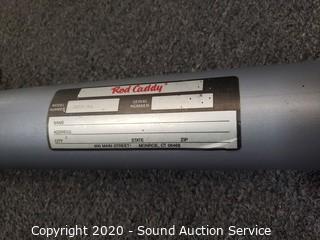 Rod Caddy
MODEL NUMBER SERIAL NUMBER
NAME
ADDRESS
CITY STATE ZIP
MONROE, CT 06468
Copyright © 2020 - Sound Auction Service